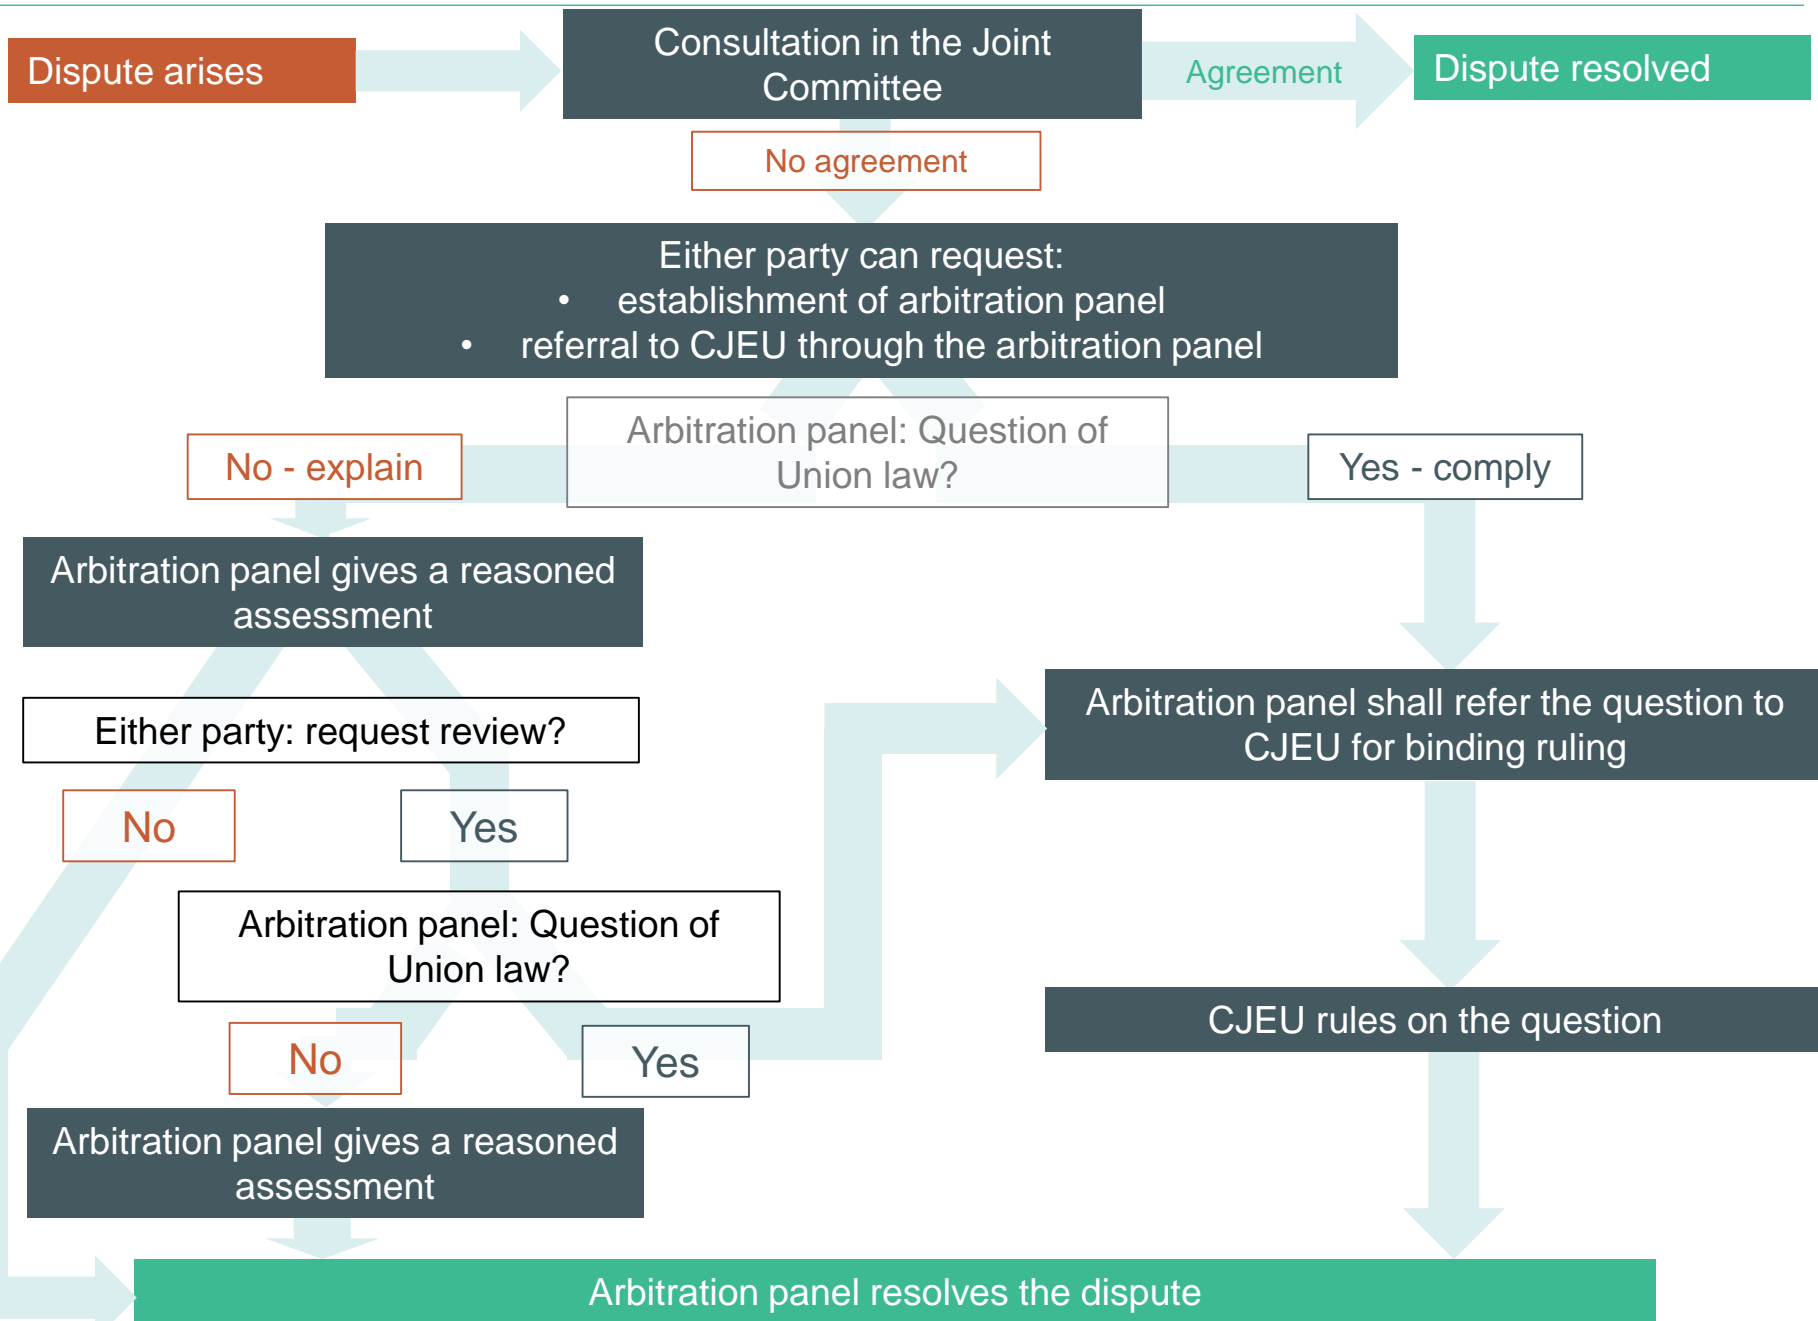 Dispute arises
Consultation in the Joint
Committee
Agreement
Dispute resolved
No agreement
Either party can request:
• establishment of arbitration panel
• referral to CJEU through the arbitration panel
Arbitration panel: Question of
Union law?
No - explain
Yes - comply
Arbitration panel gives a reasoned
assessment
Either party: request review?
Arbitration panel shall refer the question to
CJEU for binding ruling
No
Yes
Arbitration panel: Question of
Union law?
CJEU rules on the question
No
Yes
Arbitration panel gives a reasoned
assessment
Arbitration panel resolves the dispute